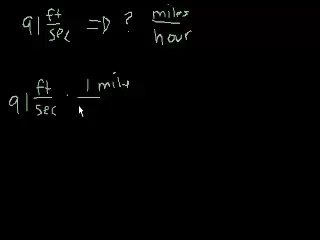 91 ft/sec => ? miles/hour
91 ft/sec · 1 mile/